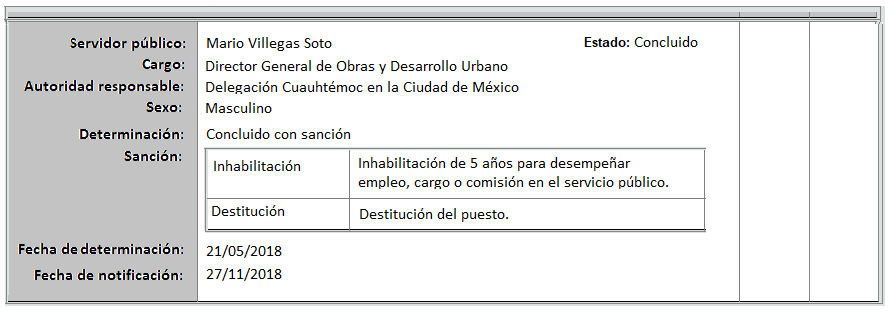 Servidor público: Mario Villegas Soto Estado: Concluido
Cargo: Director General de Obras y Desarrollo Urbano
Autoridad responsable: Delegación Cuauhtémoc en la Ciudad de México
Sexo: Masculino
Determinación: Concluido con sanción
Sanción:
Inhabilitación Inhabilitación de 5 años para desempeñar
empleo, cargo o comisión en el servicio público.
Destitución Destitución del puesto.
Fecha de determinación: 21/05/2018
Fecha de notificación: 27/11/2018